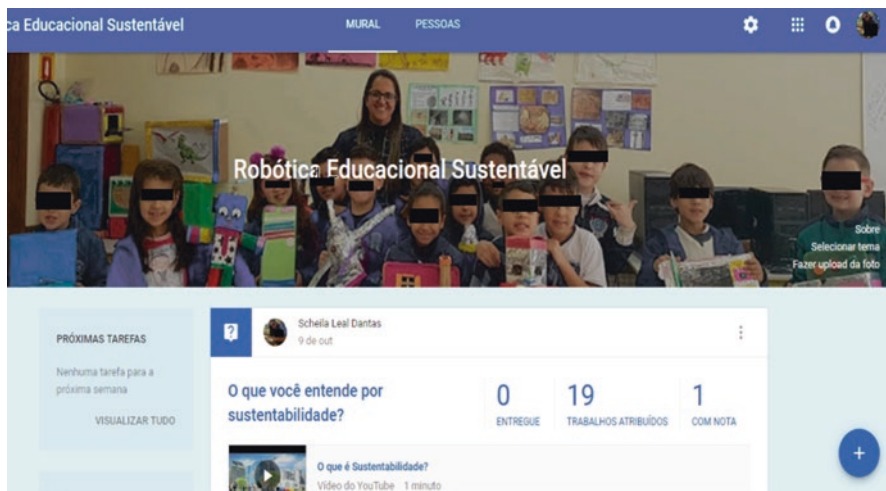 ca Educacional Sustentável
MURAL
PESSOAS
Robótica Educacional Sustentável
Sobre
Selecionar tema
Fazer upload da foto
PRÓXIMAS TAREFAS
Nenhuma tarefa para a
próxima semana
VISUALIZAR TUDO
Scheila Leal Dantas
9 de out
O que você entende por
sustentabilidade?
0
ENTREGUE
19
TRABALHOS ATRIBUÍDOS
1
COM NOTA
O que é Sustentabilidade?
Vídeo do YouTube 1 minuto